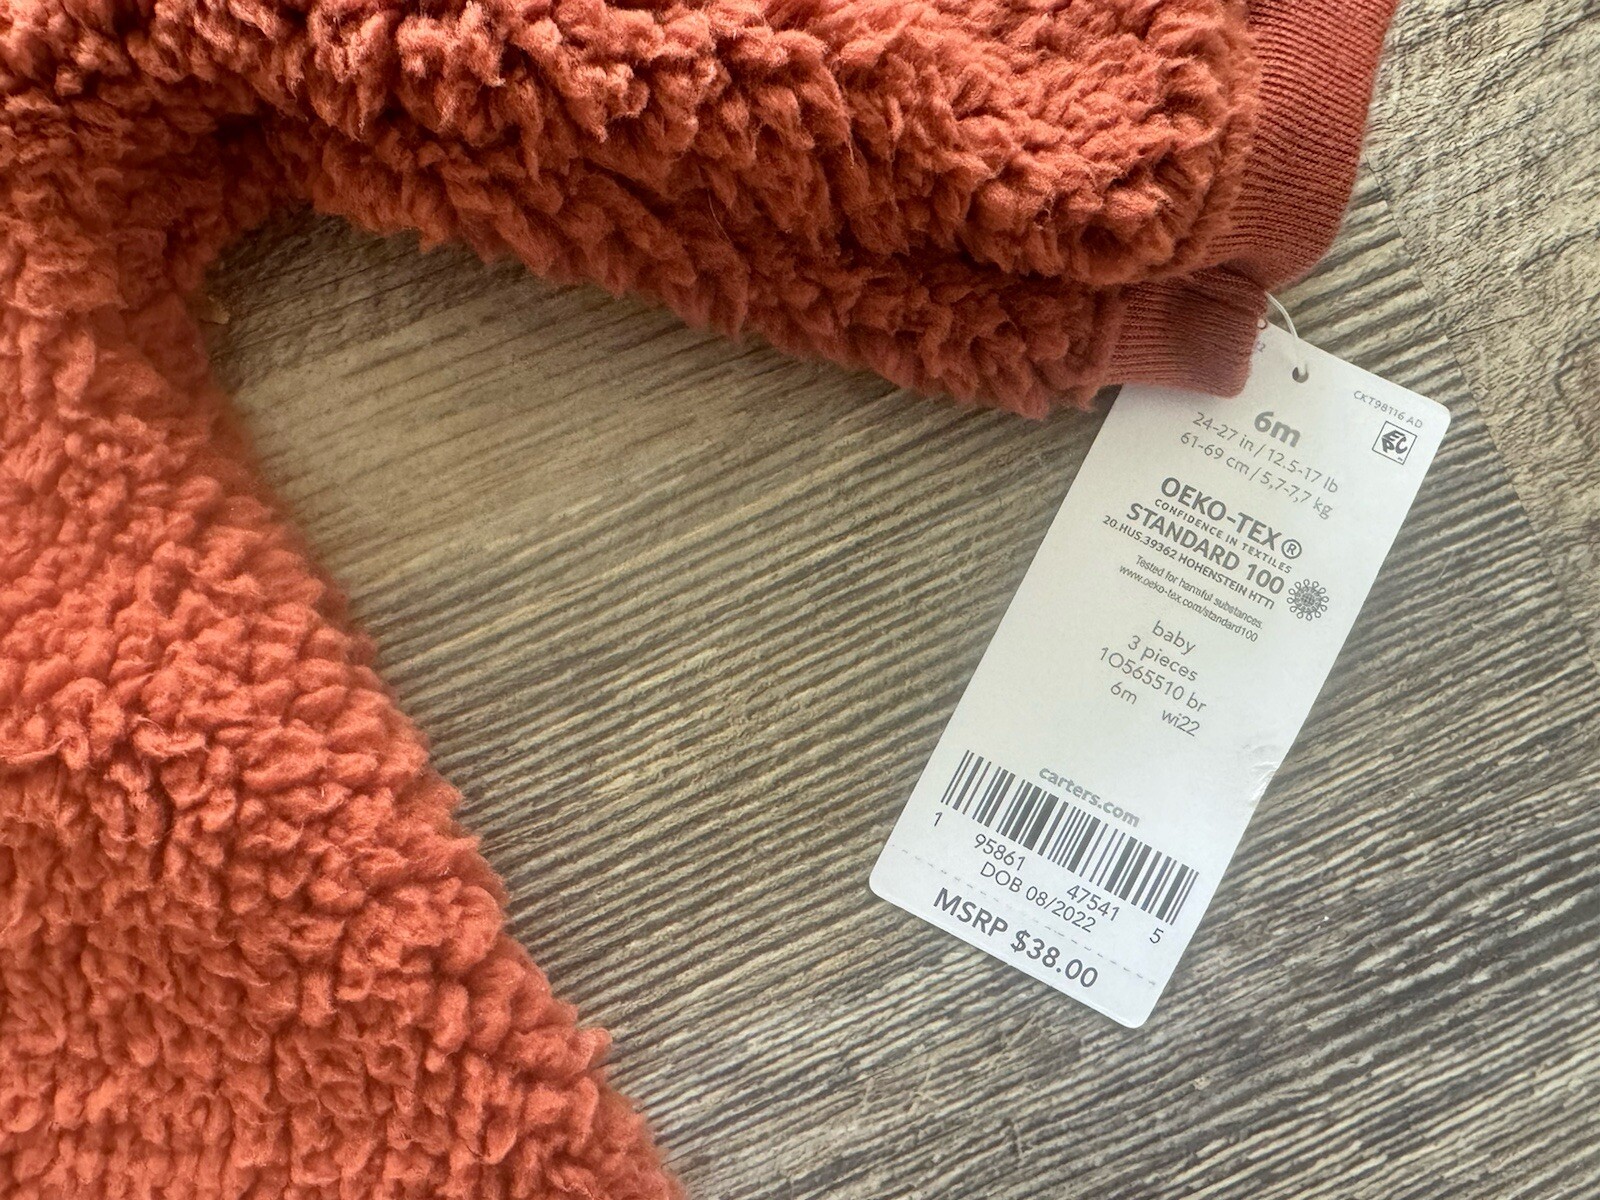 CKT98116 AD
6m
24-27 in / 12.5-17 lb
61-69 cm / 5,7-7,7 kg
OEKO-TEX®
CONFIDENCE IN TEXTILES
STANDARD 100
20.HUS.39362 HOHENSTEIN HTTI
Tested for harmful substances.
www.oeko-tex.com/standard100
baby
3 pieces
1O565510 br
6m wi22
carters.com
1 95861 47541 5
DOB 08/2022
MSRP $38.00